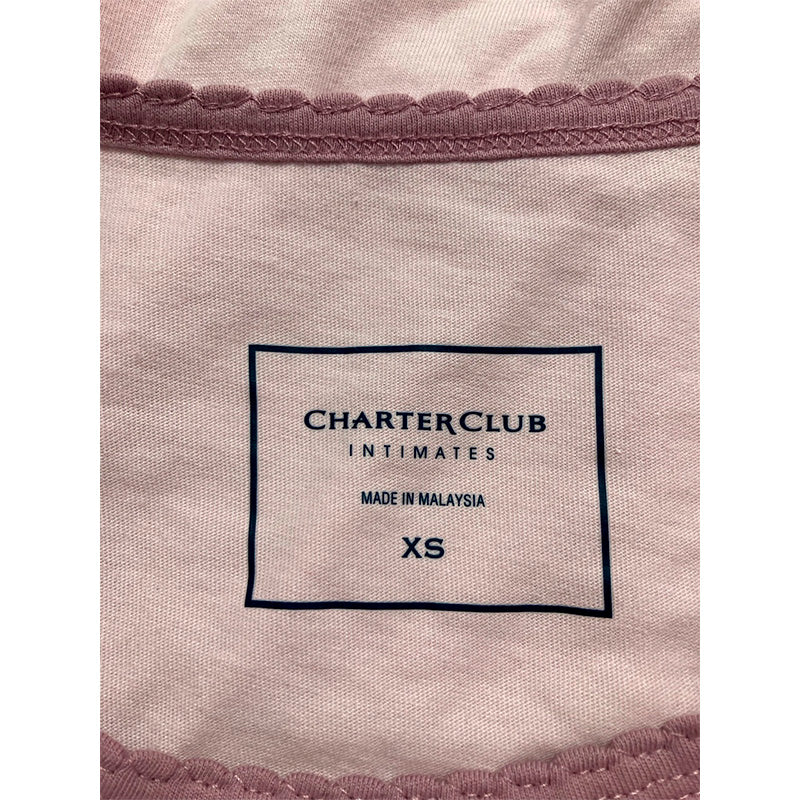 CHARTER CLUB
INTIMATES
MADE IN MALAYSIA
XS